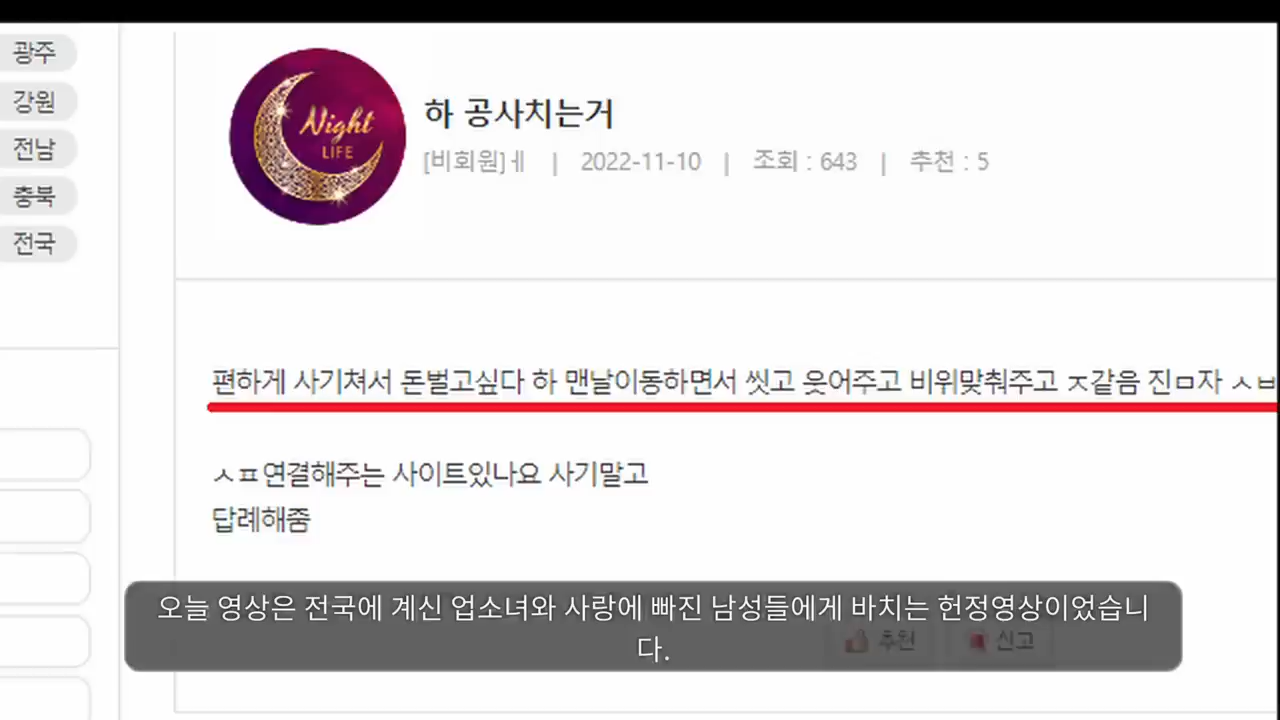 광주
강원
전남
충북
전국
Night
LIFE
하 공사치는거
[비회원]ㅔ | 2022-11-10 | 조회 : 643 | 추천 : 5
편하게 사기쳐서 돈벌고싶다 하 맨날이동하면서 씻고 웃어주고 비위맞춰주고 ㅈ같음 진ㅁ자 ㅅㅂ
ㅅㅍ연결해주는 사이트있나요 사기말고
답례해줌
오늘 영상은 전국에 계신 업소녀와 사랑에 빠진 남성들에게 바치는 헌정영상이었습니
다.
추천
신고